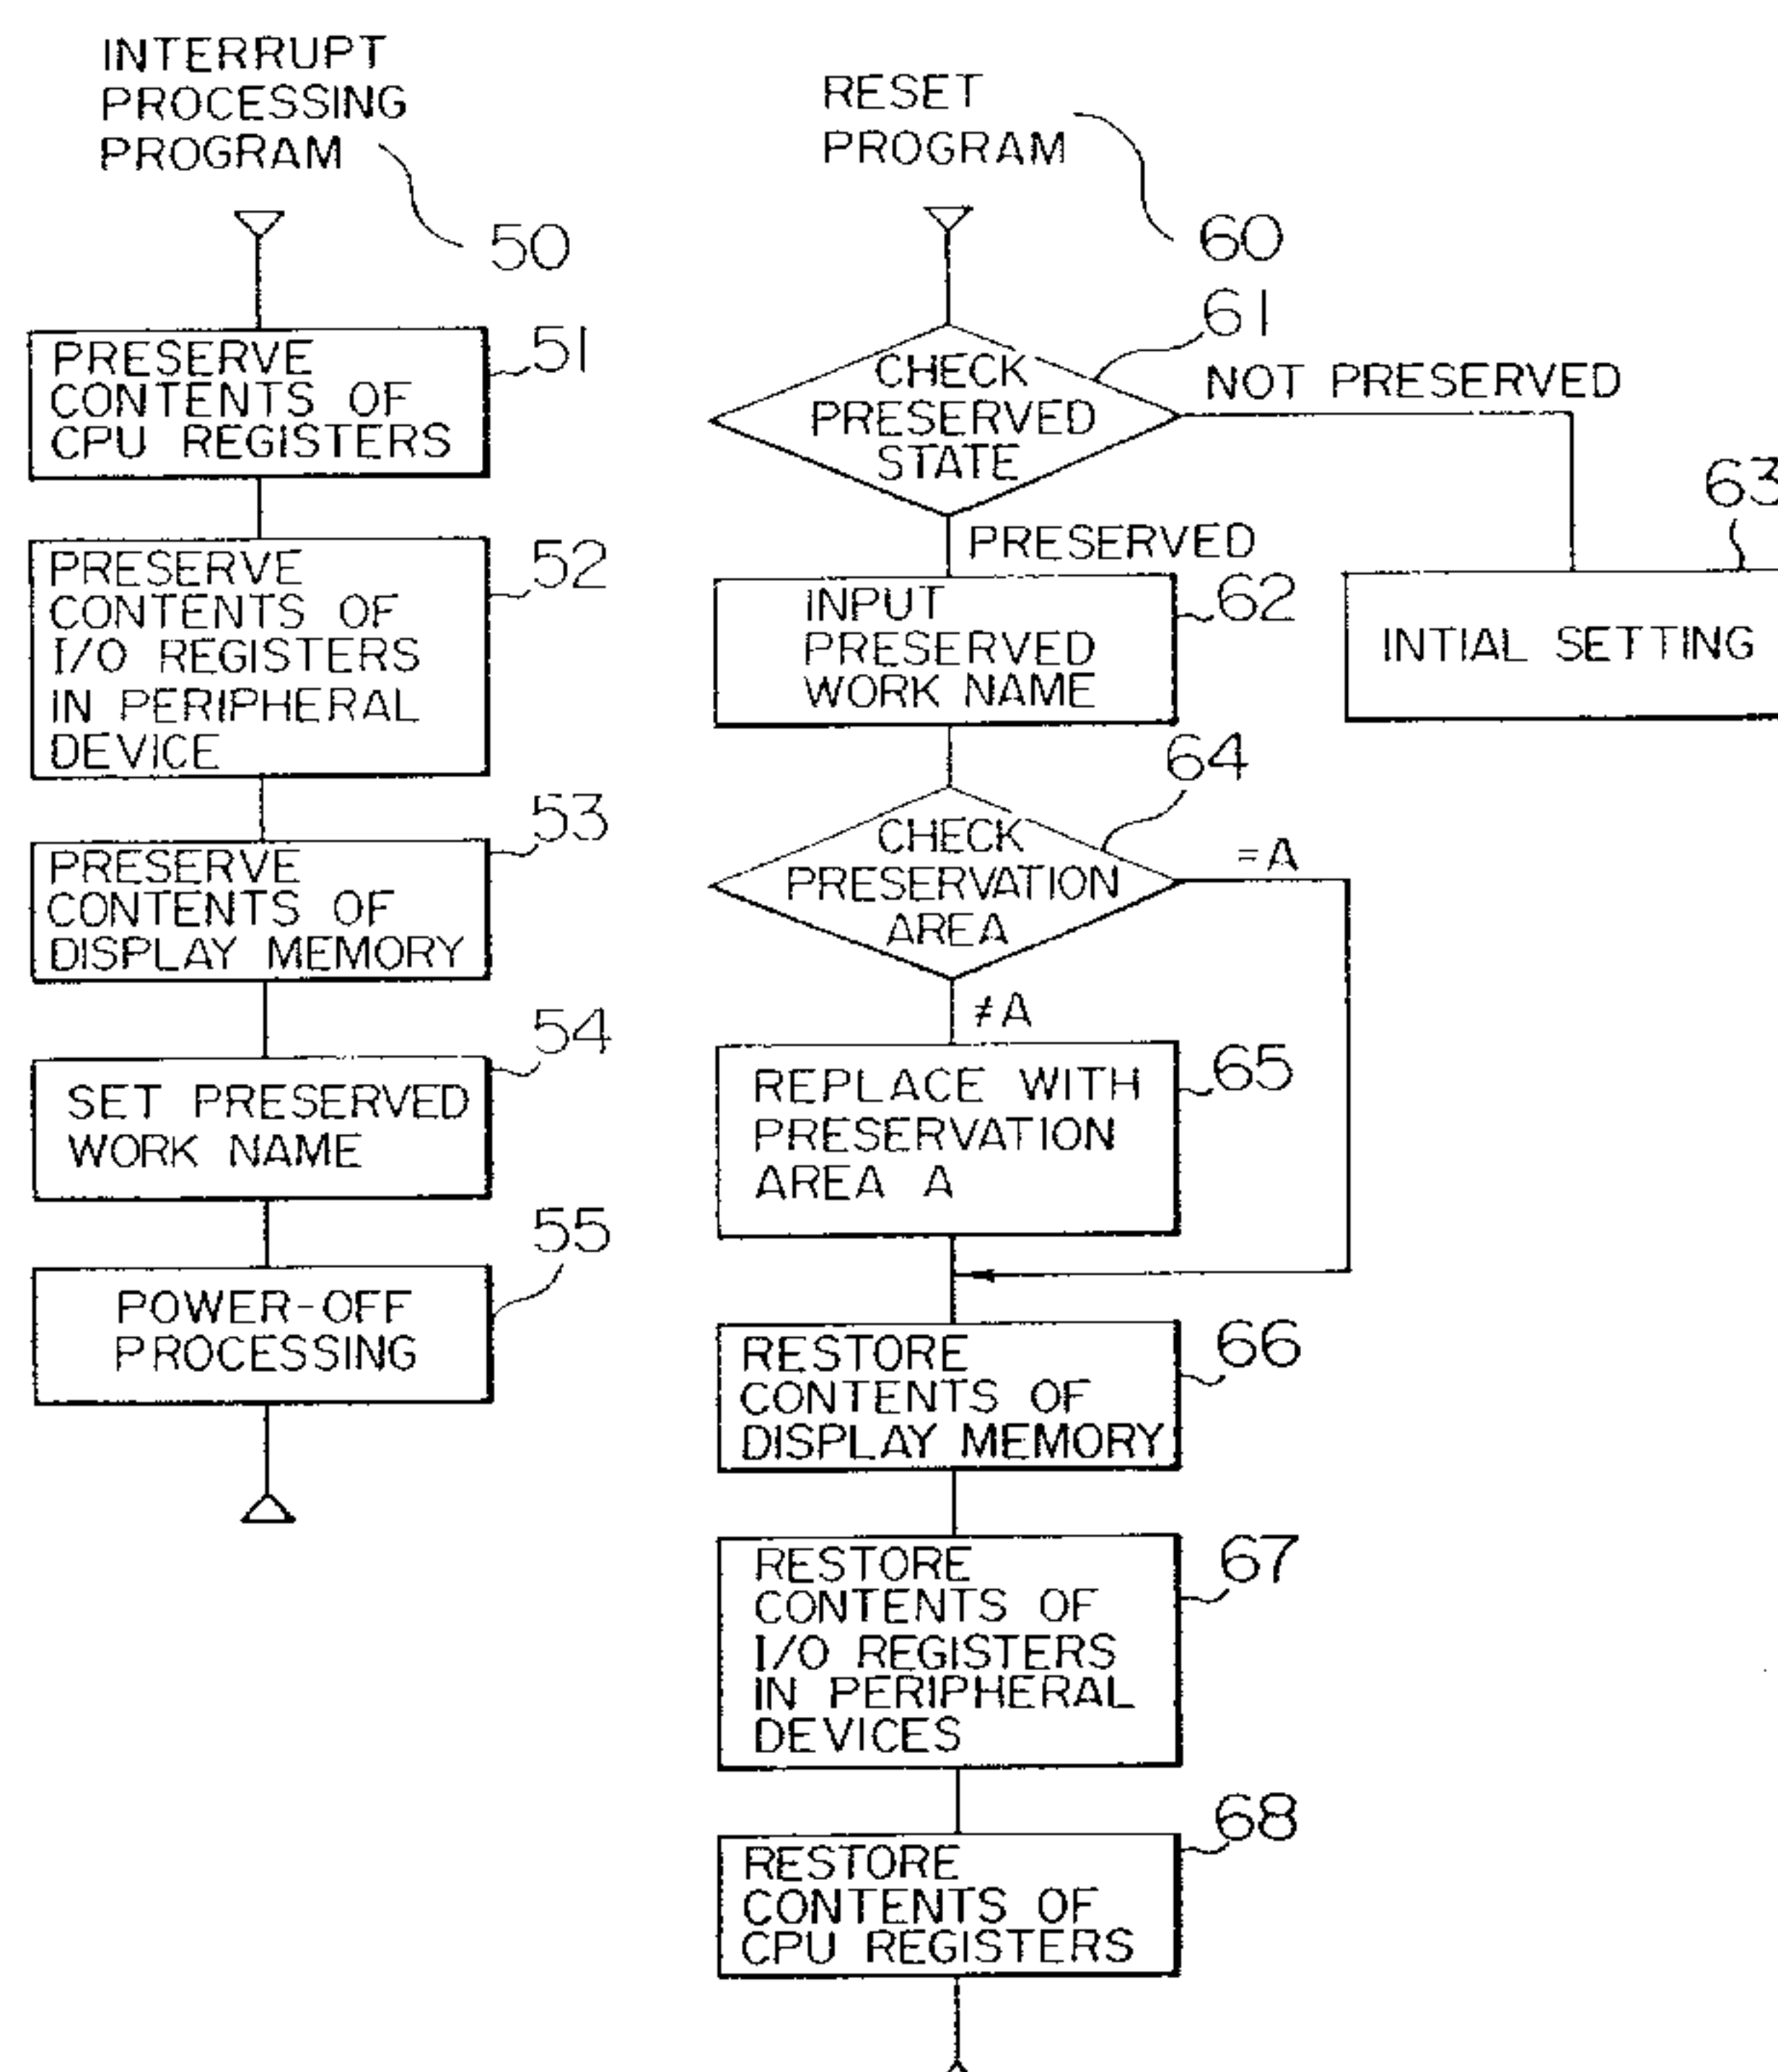 INTERRUPT
PROCESSING
PROGRAM
50
51
PRESERVE
CONTENTS OF
CPU REGISTERS
52
PRESERVE
CONTENTS OF
I/O REGISTERS
IN PERIPHERAL
DEVICE
53
PRESERVE
CONTENTS OF
DISPLAY MEMORY
54
SET PRESERVED
WORK NAME
55
POWER-OFF
PROCESSING
RESET
PROGRAM
60
61
CHECK
PRESERVED
STATE
NOT PRESERVED
63
INTIAL SETTING
PRESERVED
62
INPUT
PRESERVED
WORK NAME
64
CHECK
PRESERVATION
AREA
=A
≠A
65
REPLACE WITH
PRESERVATION
AREA A
66
RESTORE
CONTENTS OF
DISPLAY MEMORY
67
RESTORE
CONTENTS OF
I/O REGISTERS
IN PERIPHERAL
DEVICES
68
RESTORE
CONTENTS OF
CPU REGISTERS